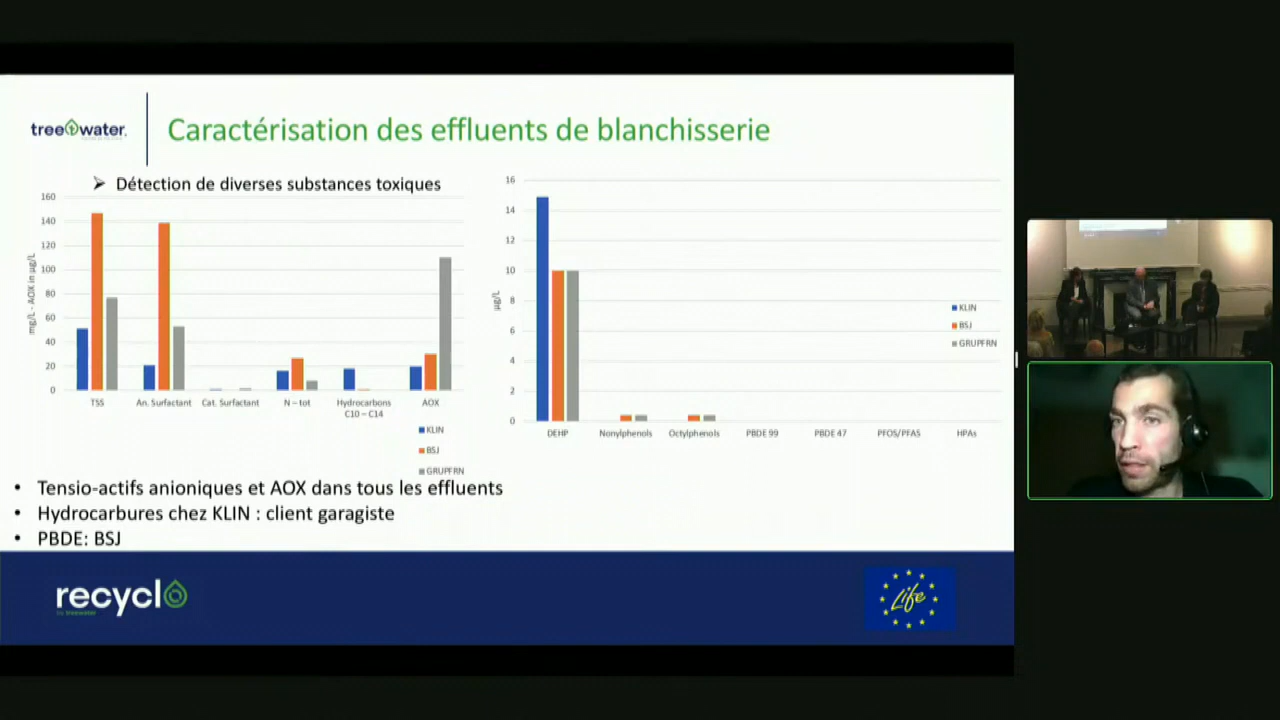 tree water.
Caractérisation des effluents de blanchisserie
➢ Détection de diverses substances toxiques
160
140
120
100
80
60
40
20
0
mg/L - AOX in µg/L
TSS
An. Surfactant
Cat. Surfactant
N – tot
Hydrocarbons
C10 – C14
AOX
KLIN
BSJ
GRUPFRN
16
14
12
10
8
6
4
2
0
µg/L
DEHP
Nonylphenols
Octylphenols
PBDE 99
PBDE 47
PFOS/PFAS
HPAs
KLIN
BSJ
GRUPFRN
• Tensio-actifs anioniques et AOX dans tous les effluents
• Hydrocarbures chez KLIN : client garagiste
• PBDE: BSJ
recyclo
by treewater
Life